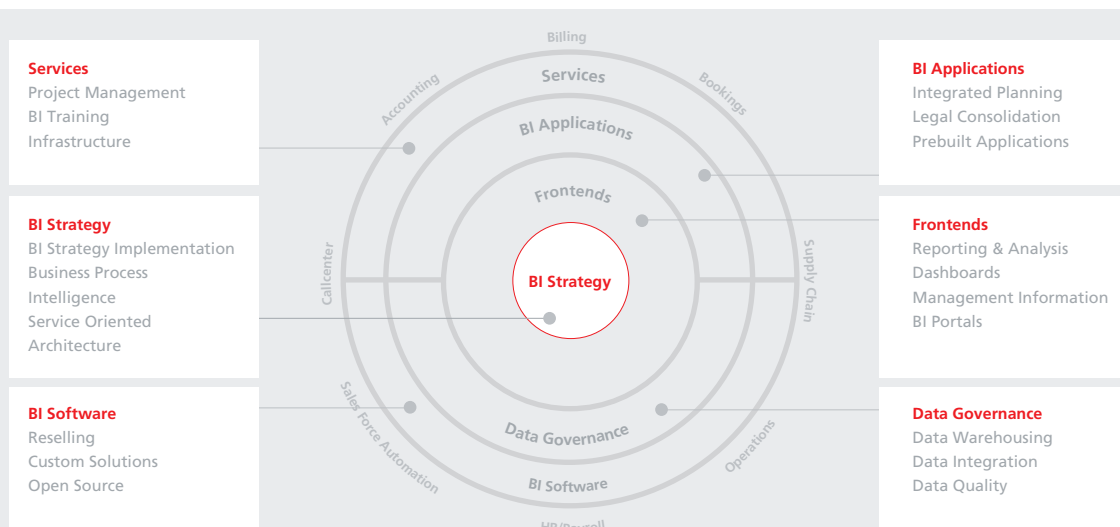 Services
Project Management
BI Training
Infrastructure
BI Strategy
BI Strategy Implementation
Business Process
Intelligence
Service Oriented
Architecture
BI Software
Reselling
Custom Solutions
Open Source
Billing
Accounting
Bookings
Services
BI Applications
Frontends
BI Strategy
Callcenter
Supply Chain
Data Governance
Sales Force Automation
Operations
BI Software
HR/Payroll
BI Applications
Integrated Planning
Legal Consolidation
Prebuilt Applications
Frontends
Reporting & Analysis
Dashboards
Management Information
BI Portals
Data Governance
Data Warehousing
Data Integration
Data Quality